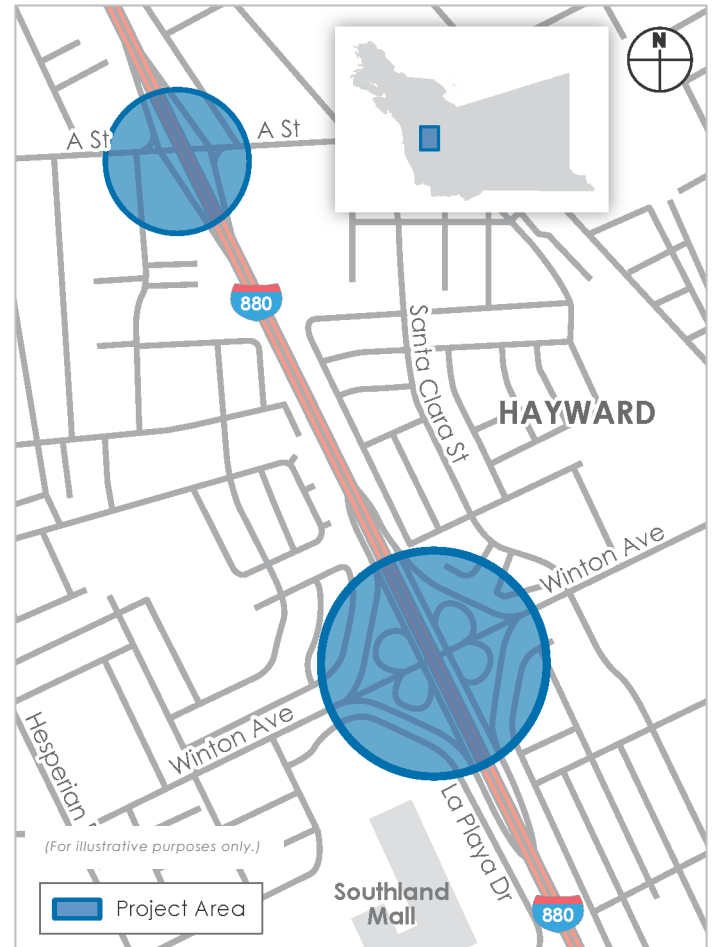 N
A St
A St
880
Santa Clara St
HAYWARD
Winton Ave
Winton Ave
Hesperian
La Playa Dr
(For illustrative purposes only.)
Project Area
Southland
Mall
880